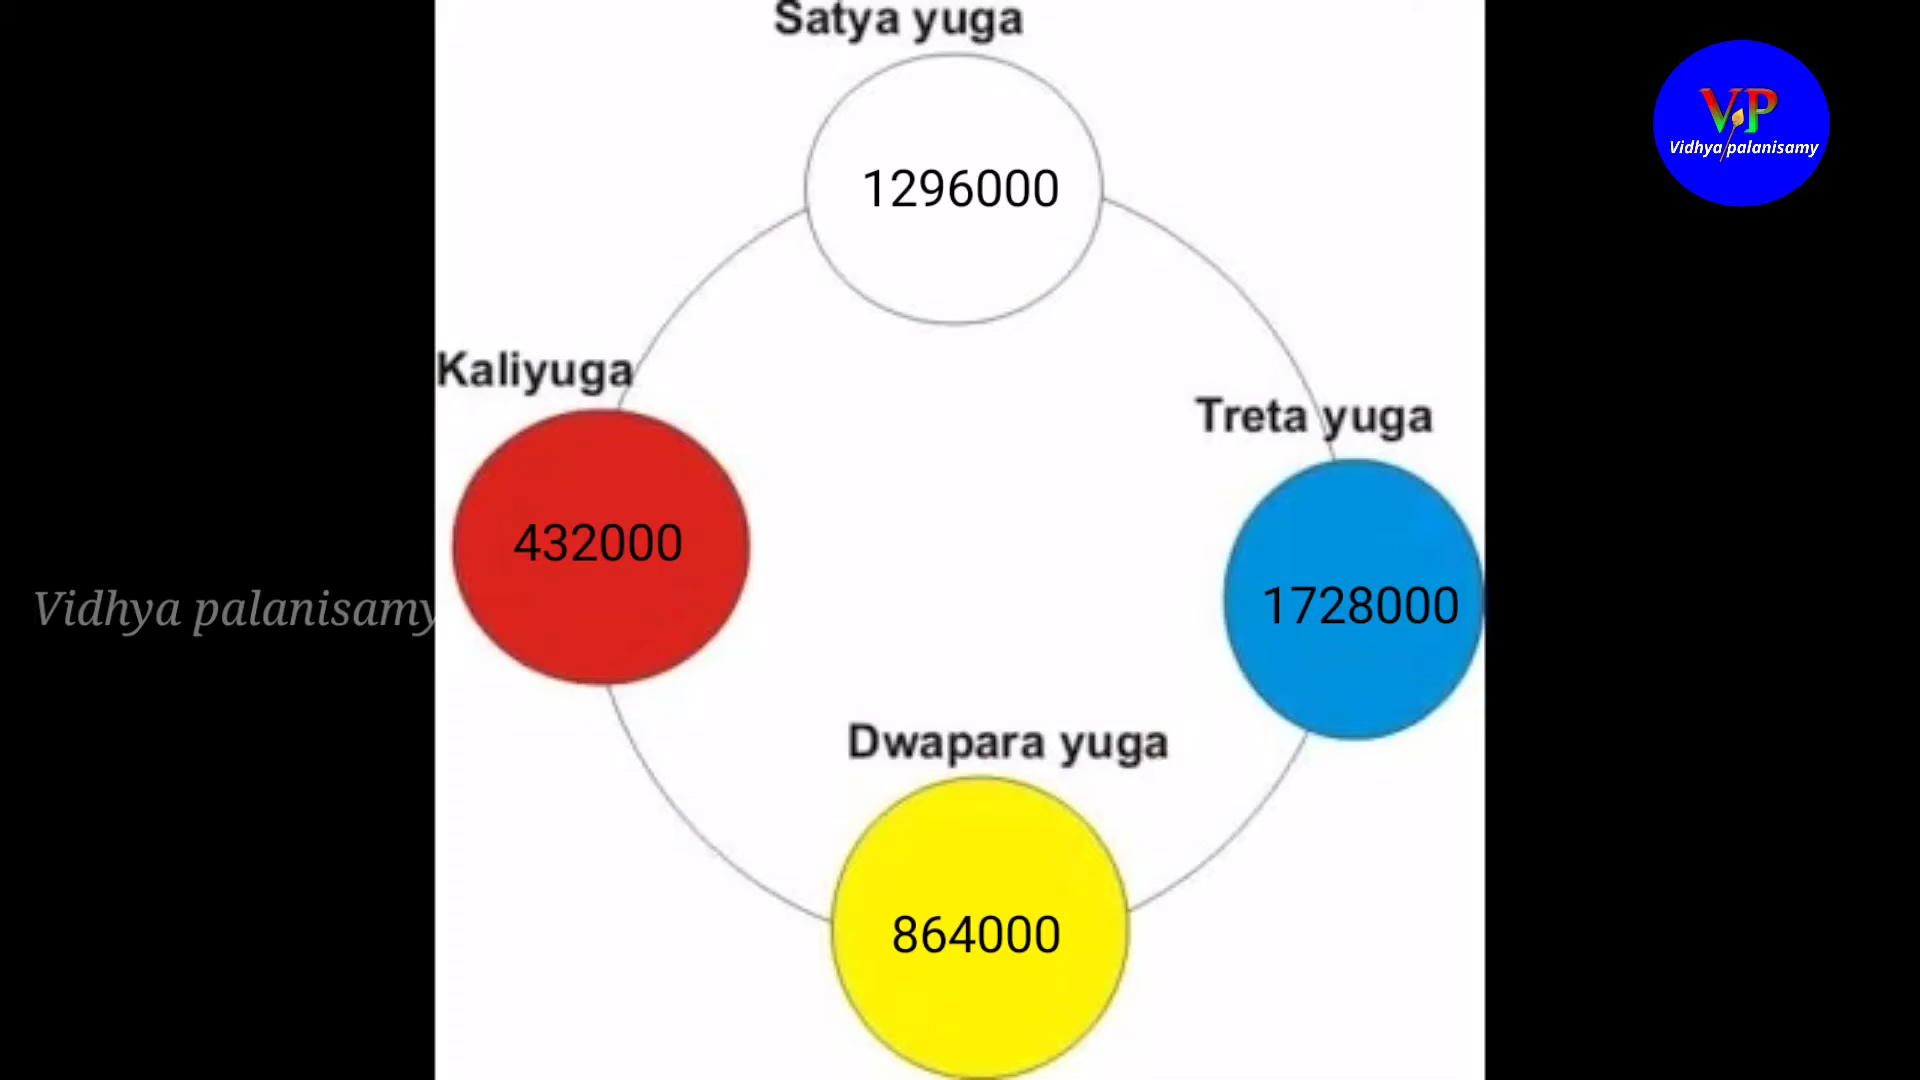 Satya yuga
1296000
VP
Vidhya palanisamy
Kaliyuga
432000
Treta yuga
1728000
Vidhya palanisamy
Dwapara yuga
864000